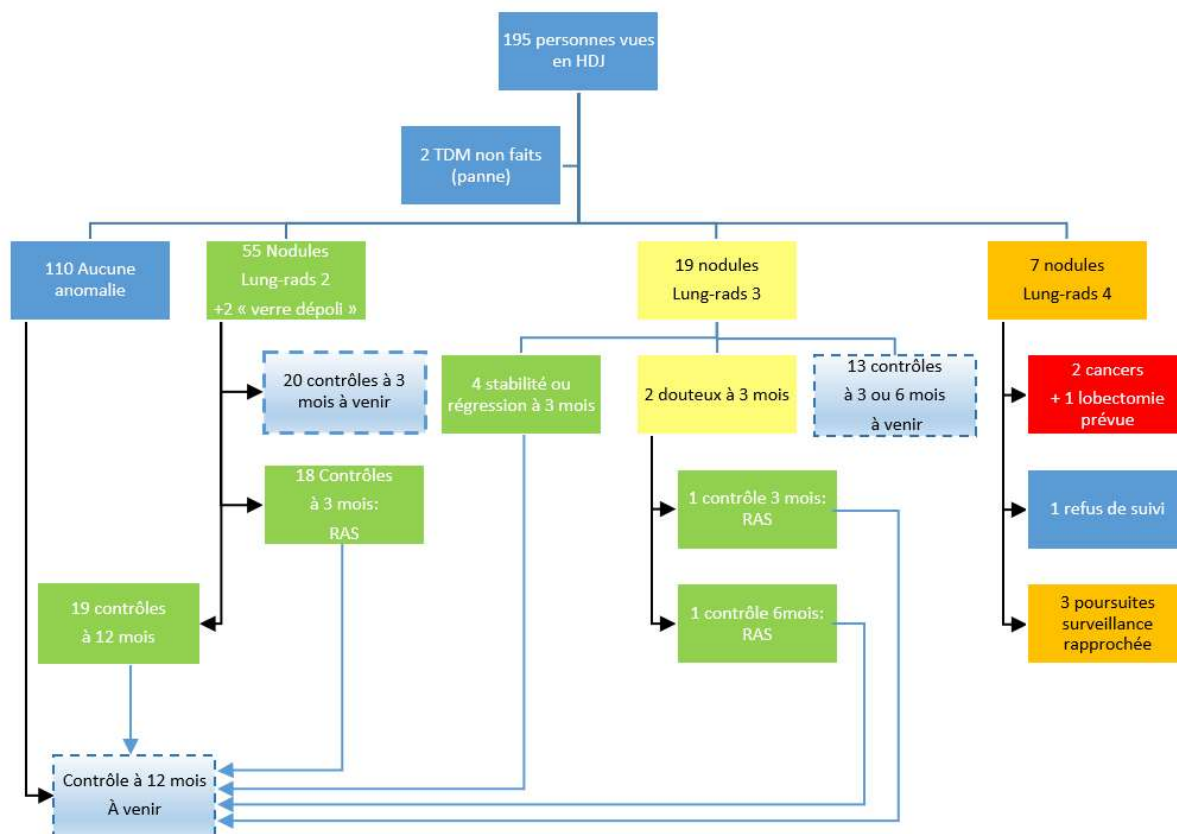 195 personnes vues
en HDJ
2 TDM non faits
(panne)
110 Aucune
anomalie
55 Nodules
Lung-rads 2
+2 « verre dépoli »
19 nodules
Lung-rads 3
7 nodules
Lung-rads 4
20 contrôles à 3
mois à venir
4 stabilité ou
régression à 3 mois
2 douteux à 3 mois
13 contrôles
à 3 ou 6 mois
à venir
2 cancers
+ 1 lobectomie
prévue
18 Contrôles
à 3 mois:
RAS
1 contrôle 3 mois:
RAS
1 refus de suivi
19 contrôles
à 12 mois
1 contrôle 6mois:
RAS
3 poursuites
surveillance
rapprochée
Contrôle à 12 mois
À venir